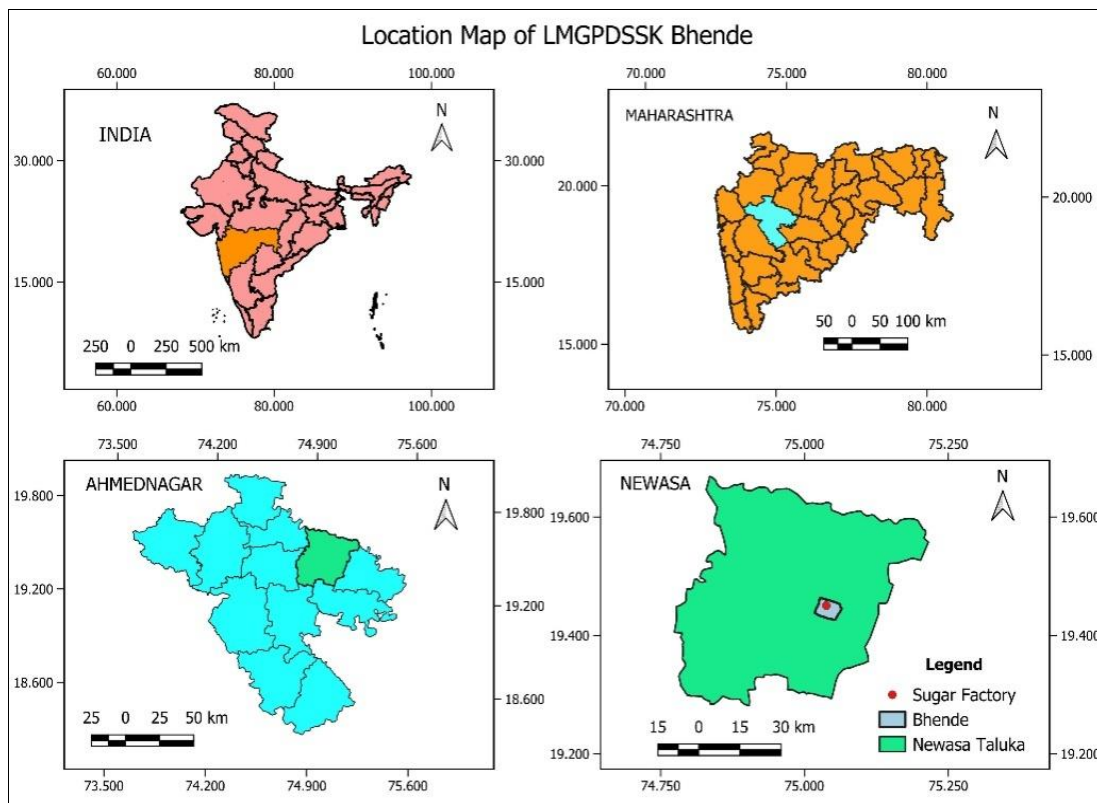 Location Map of LMGPDSSK Bhende
60.000 80.000 100.000
INDIA
N
30.000 30.000
15.000 15.000
250 0 250 500 km
60.000 80.000 100.000
70.000 75.000 80.000
MAHARASHTRA
N
20.000 20.000
50 0 50 100 km
15.000 15.000
70.000 75.000 80.000
73.500 74.200 74.900 75.600
AHMEDNAGAR
N
19.800 19.800
19.200 19.200
18.600 18.600
25 0 25 50 km
73.500 74.200 74.900 75.600
74.750 75.000 75.250
NEWASA
N
19.600 19.600
19.400 19.400
Legend
Sugar Factory
Bhende
Newasa Taluka
15 0 15 30 km
19.200 19.200
74.750 75.000 75.250